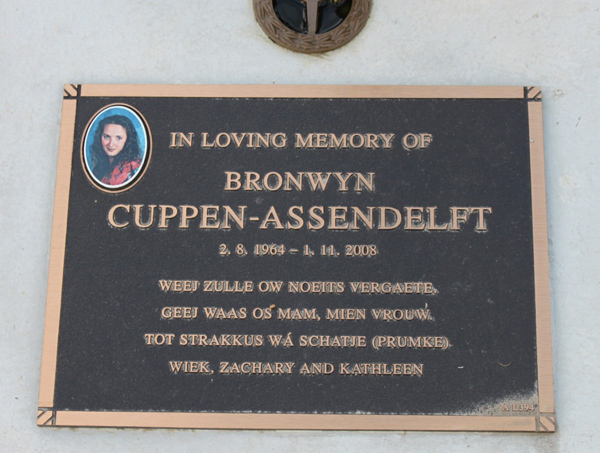 IN LOVING MEMORY OF
BRONWYN
CUPPEN-ASSENDELFT
2. 8. 1964 – 1. 11. 2008
WEEJ ZULLE OW NOEITS VERGAETE,
GEEJ WAAS OS MAM, MIEN VROUW.
TOT STRAKKUS WÁ SCHATJE (PRUMKE).
WIEK, ZACHARY AND KATHLEEN